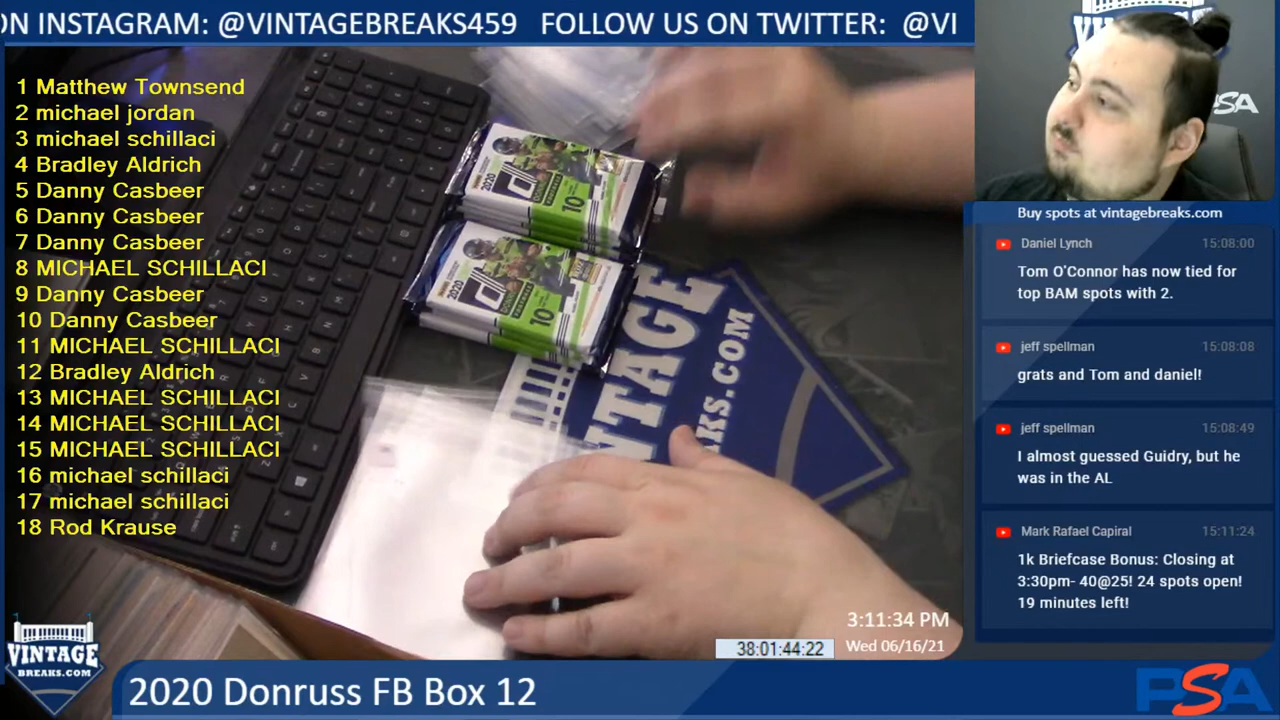 ON INSTAGRAM: @VINTAGEBREAKS459   FOLLOW US ON TWITTER:  @VI
1 Matthew Townsend
2 michael jordan
3 michael schillaci
4 Bradley Aldrich
5 Danny Casbeer
6 Danny Casbeer
7 Danny Casbeer
8 MICHAEL SCHILLACI
9 Danny Casbeer
10 Danny Casbeer
11 MICHAEL SCHILLACI
12 Bradley Aldrich
13 MICHAEL SCHILLACI
14 MICHAEL SCHILLACI
15 MICHAEL SCHILLACI
16 michael schillaci
17 michael schillaci
18 Rod Krause
2020
10
2020
10
NTAGE
KS.COM
SA
Buy spots at vintagebreaks.com
Daniel Lynch 15:08:00
Tom O'Connor has now tied for
top BAM spots with 2.
jeff spellman 15:08:08
grats and Tom and daniel!
jeff spellman 15:08:49
I almost guessed Guidry, but he
was in the AL
Mark Rafael Capiral 15:11:24
1k Briefcase Bonus: Closing at
3:30pm- 40@25! 24 spots open!
19 minutes left!
3:11:34 PM
38:01:44:22 Wed 06/16/21
VINTAGE
BREAKS.COM
2020 Donruss FB Box 12
PSA